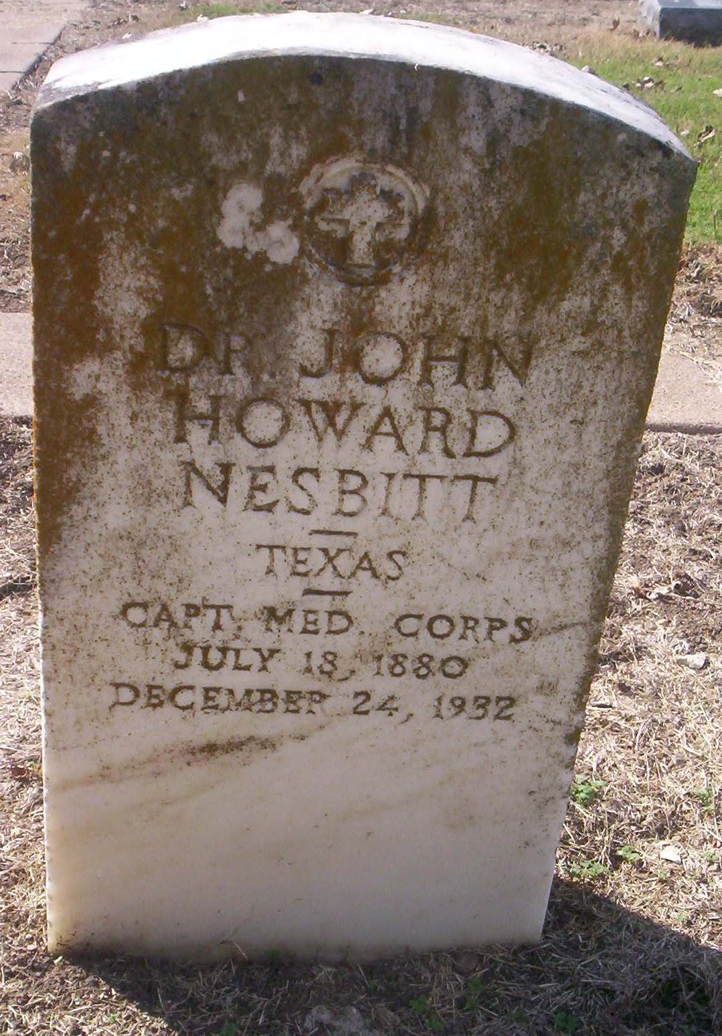 DR. JOHN
HOWARD
NESBITT
TEXAS
CAPT. MED. CORPS
JULY 18, 1880
DECEMBER 24, 1932